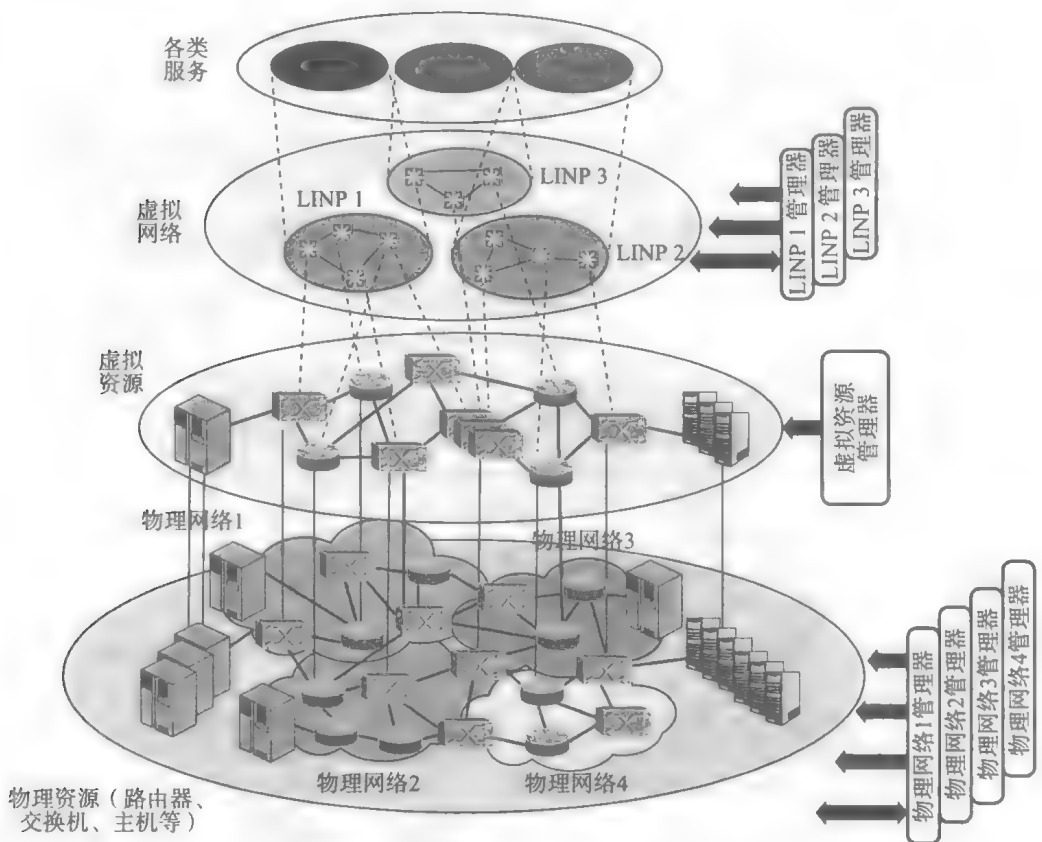 各类
服务
LINP 3
LINP 1
LINP 2
虚拟
网络
LINP 1 管理器
LINP 2 管理器
LINP 3 管理器
虚拟
资源
虚拟资源
管理器
物理网络1
物理网络3
物理网络2
物理网络4
物理网络1管理器
物理网络2管理器
物理网络3管理器
物理网络4管理器
物理资源（路由器、
交换机、主机等）